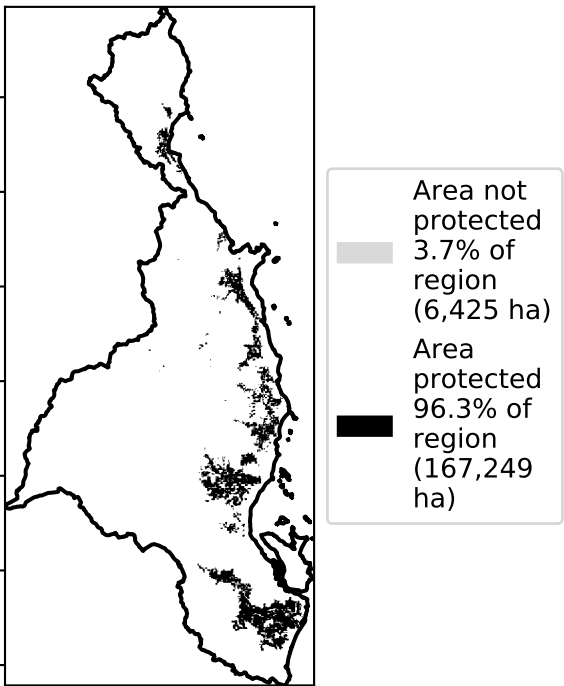 Area not
protected
3.7% of
region
(6,425 ha)
Area
protected
96.3% of
region
(167,249
ha)